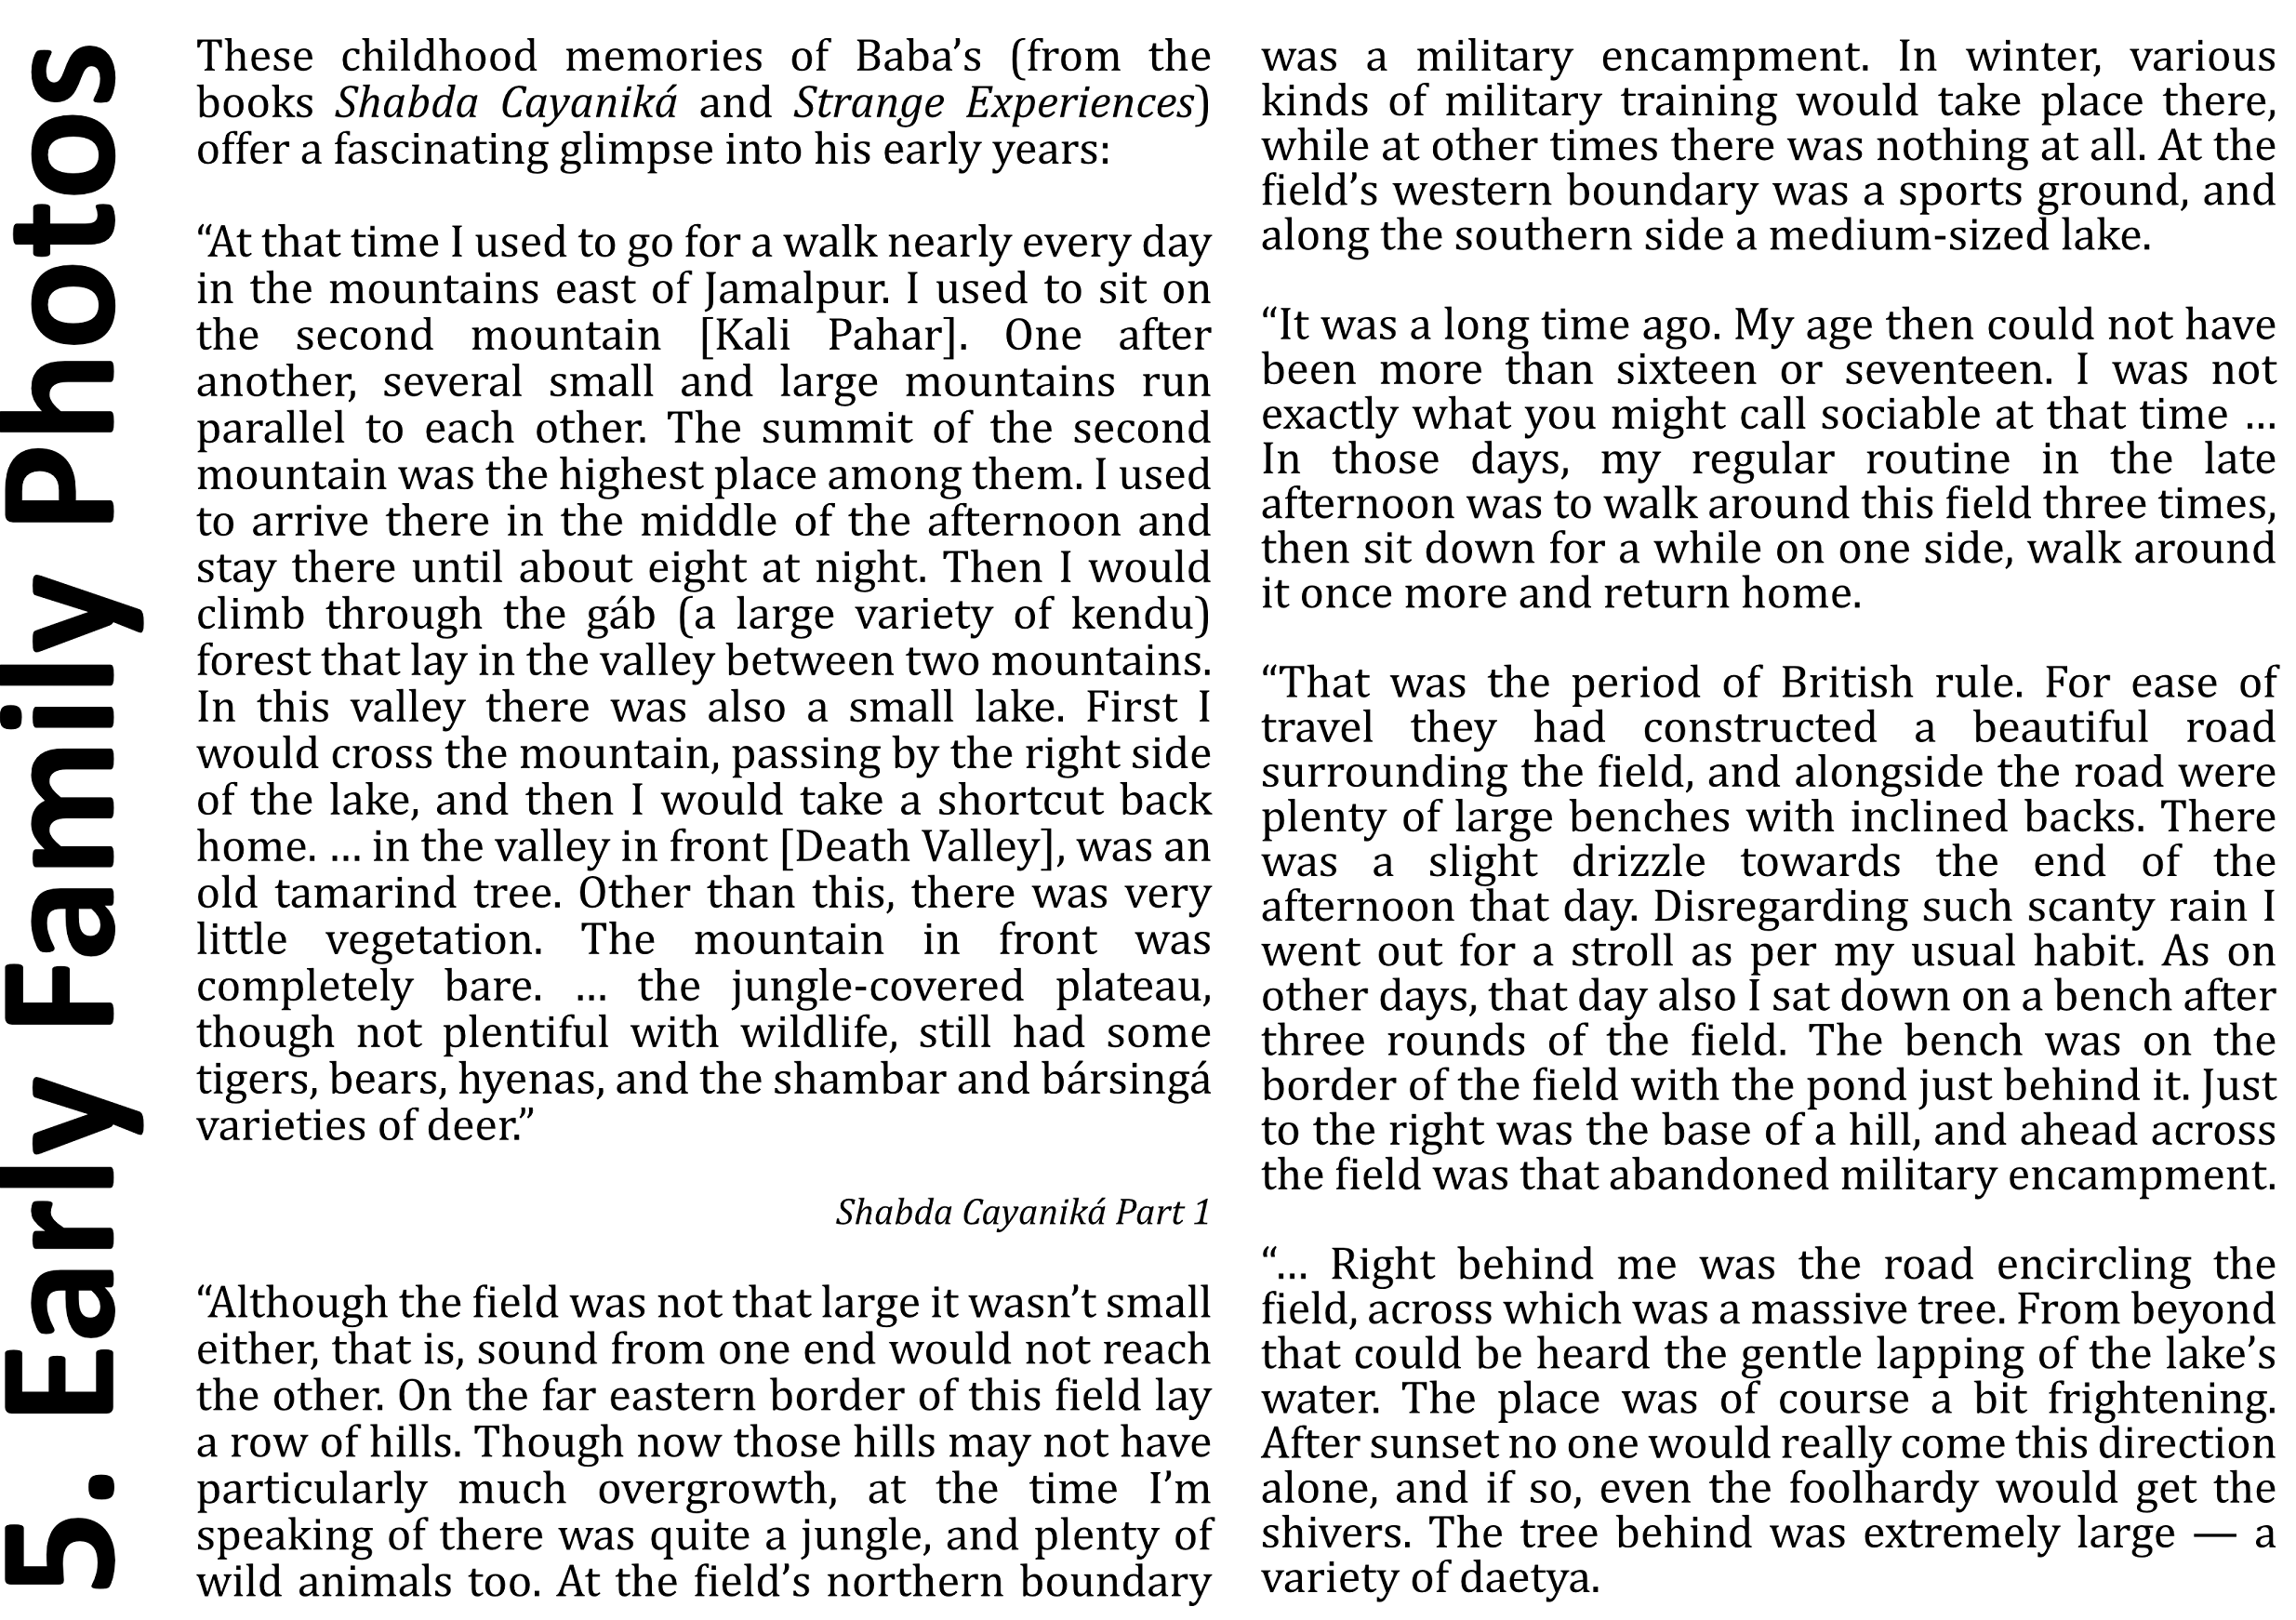 5. Early Family Photos
These childhood memories of Baba’s (from the
books Shabda Cayaniká and Strange Experiences)
offer a fascinating glimpse into his early years:
“At that time I used to go for a walk nearly every day
in the mountains east of Jamalpur. I used to sit on
the second mountain [Kali Pahar]. One after
another, several small and large mountains run
parallel to each other. The summit of the second
mountain was the highest place among them. I used
to arrive there in the middle of the afternoon and
stay there until about eight at night. Then I would
climb through the gáb (a large variety of kendu)
forest that lay in the valley between two mountains.
In this valley there was also a small lake. First I
would cross the mountain, passing by the right side
of the lake, and then I would take a shortcut back
home. … in the valley in front [Death Valley], was an
old tamarind tree. Other than this, there was very
little vegetation. The mountain in front was
completely bare. … the jungle-covered plateau,
though not plentiful with wildlife, still had some
tigers, bears, hyenas, and the shambar and bársingá
varieties of deer.”
Shabda Cayaniká Part 1
“Although the field was not that large it wasn’t small
either, that is, sound from one end would not reach
the other. On the far eastern border of this field lay
a row of hills. Though now those hills may not have
particularly much overgrowth, at the time I’m
speaking of there was quite a jungle, and plenty of
wild animals too. At the field’s northern boundary
was a military encampment. In winter, various
kinds of military training would take place there,
while at other times there was nothing at all. At the
field’s western boundary was a sports ground, and
along the southern side a medium-sized lake.
“It was a long time ago. My age then could not have
been more than sixteen or seventeen. I was not
exactly what you might call sociable at that time …
In those days, my regular routine in the late
afternoon was to walk around this field three times,
then sit down for a while on one side, walk around
it once more and return home.
“That was the period of British rule. For ease of
travel they had constructed a beautiful road
surrounding the field, and alongside the road were
plenty of large benches with inclined backs. There
was a slight drizzle towards the end of the
afternoon that day. Disregarding such scanty rain I
went out for a stroll as per my usual habit. As on
other days, that day also I sat down on a bench after
three rounds of the field. The bench was on the
border of the field with the pond just behind it. Just
to the right was the base of a hill, and ahead across
the field was that abandoned military encampment.
“… Right behind me was the road encircling the
field, across which was a massive tree. From beyond
that could be heard the gentle lapping of the lake’s
water. The place was of course a bit frightening.
After sunset no one would really come this direction
alone, and if so, even the foolhardy would get the
shivers. The tree behind was extremely large — a
variety of daetya.